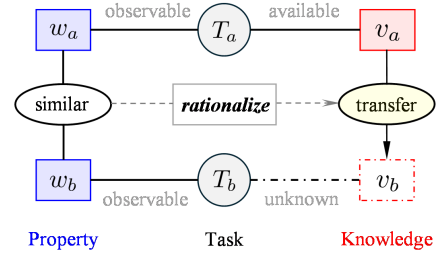 observable available
w_a T_a v_a
similar rationalize transfer
w_b T_b v_b
observable unknown
Property Task Knowledge